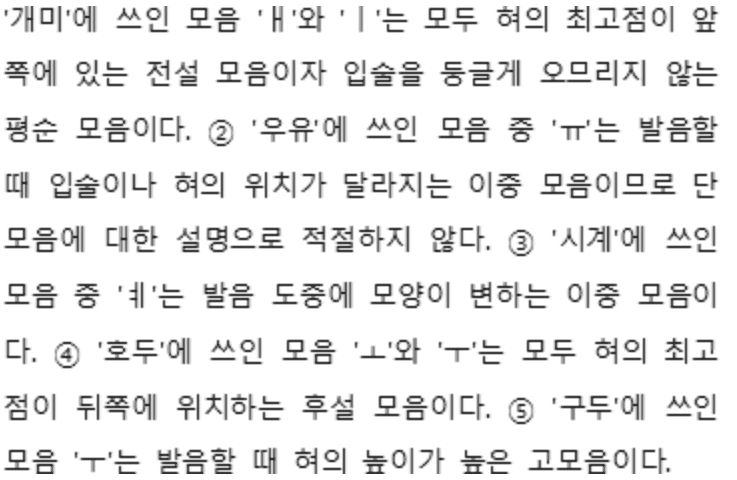 '개미'에 쓰인 모음 'ㅐ'와 'ㅣ'는 모두 혀의 최고점이 앞
쪽에 있는 전설 모음이자 입술을 둥글게 오므리지 않는
평순 모음이다. ② '우유'에 쓰인 모음 중 'ㅠ'는 발음할
때 입술이나 혀의 위치가 달라지는 이중 모음이므로 단
모음에 대한 설명으로 적절하지 않다. ③ '시계'에 쓰인
모음 중 'ㅖ'는 발음 도중에 모양이 변하는 이중 모음이
다. ④ '호두'에 쓰인 모음 'ㅗ'와 'ㅜ'는 모두 혀의 최고
점이 뒤쪽에 위치하는 후설 모음이다. ⑤ '구두'에 쓰인
모음 'ㅜ'는 발음할 때 혀의 높이가 높은 고모음이다.